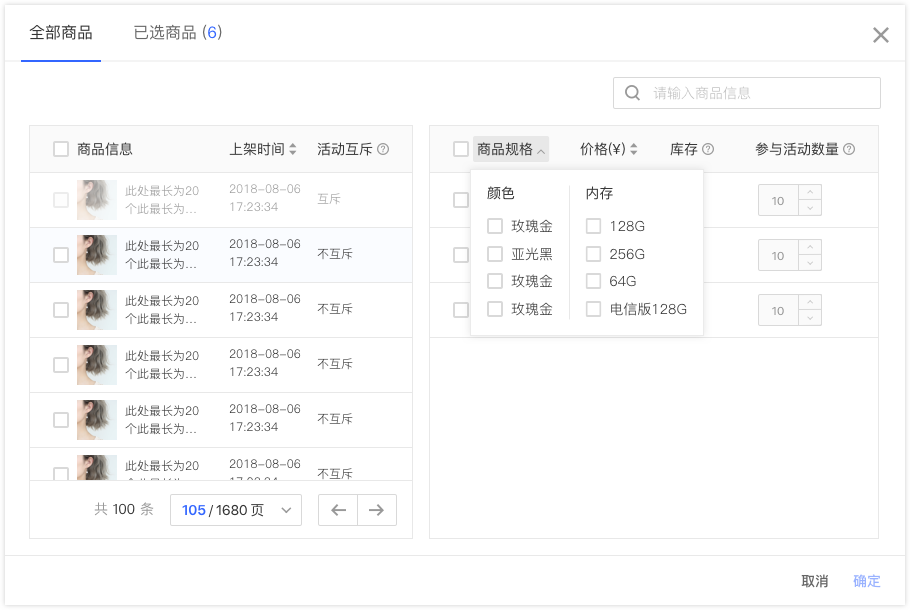 全部商品
已选商品 (6)
请输入商品信息
商品信息
上架时间
活动互斥
此处最长为20
个此最长为...
2018-08-06
17:23:34
互斥
此处最长为20
个此最长为...
2018-08-06
17:23:34
不互斥
此处最长为20
个此最长为...
2018-08-06
17:23:34
不互斥
此处最长为20
个此最长为...
2018-08-06
17:23:34
不互斥
此处最长为20
个此最长为...
2018-08-06
17:23:34
不互斥
此处最长为20
2018-08-06
不互斥
共 100 条
105/1680 页
商品规格
价格(¥)
库存
参与活动数量
颜色
玫瑰金
亚光黑
玫瑰金
玫瑰金
内存
128G
256G
64G
电信版128G
10
10
10
取消
确定